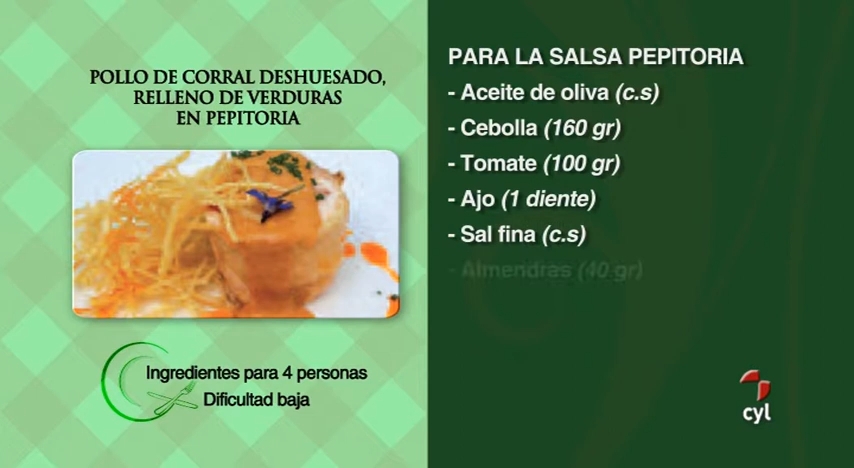 POLLO DE CORRAL DESHUESADO,
RELLENO DE VERDURAS
EN PEPITORIA
Ingredientes para 4 personas
Dificultad baja
PARA LA SALSA PEPITORIA
- Aceite de oliva (c.s)
- Cebolla (160 gr)
- Tomate (100 gr)
- Ajo (1 diente)
- Sal fina (c.s)
- Almendras (40 gr)
cyl